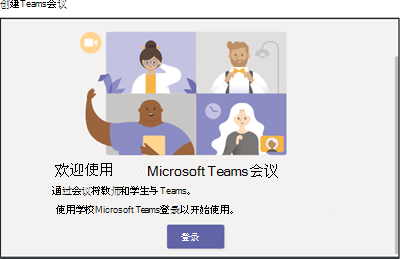 创建Teams会议
欢迎使用 Microsoft Teams会议
通过会议将教师和学生与 Teams。
使用学校Microsoft Teams登录以开始使用。
登录